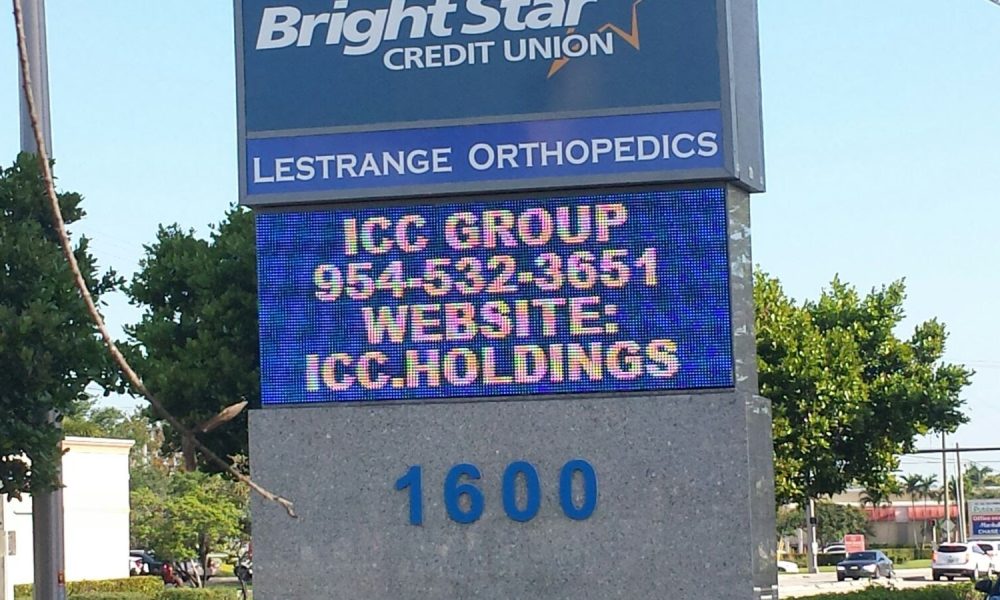 BrightStar
CREDIT UNION
LESTRANGE ORTHOPEDICS
ICC GROUP
954-532-3651
WEBSITE:
ICC.HOLDINGS
1600